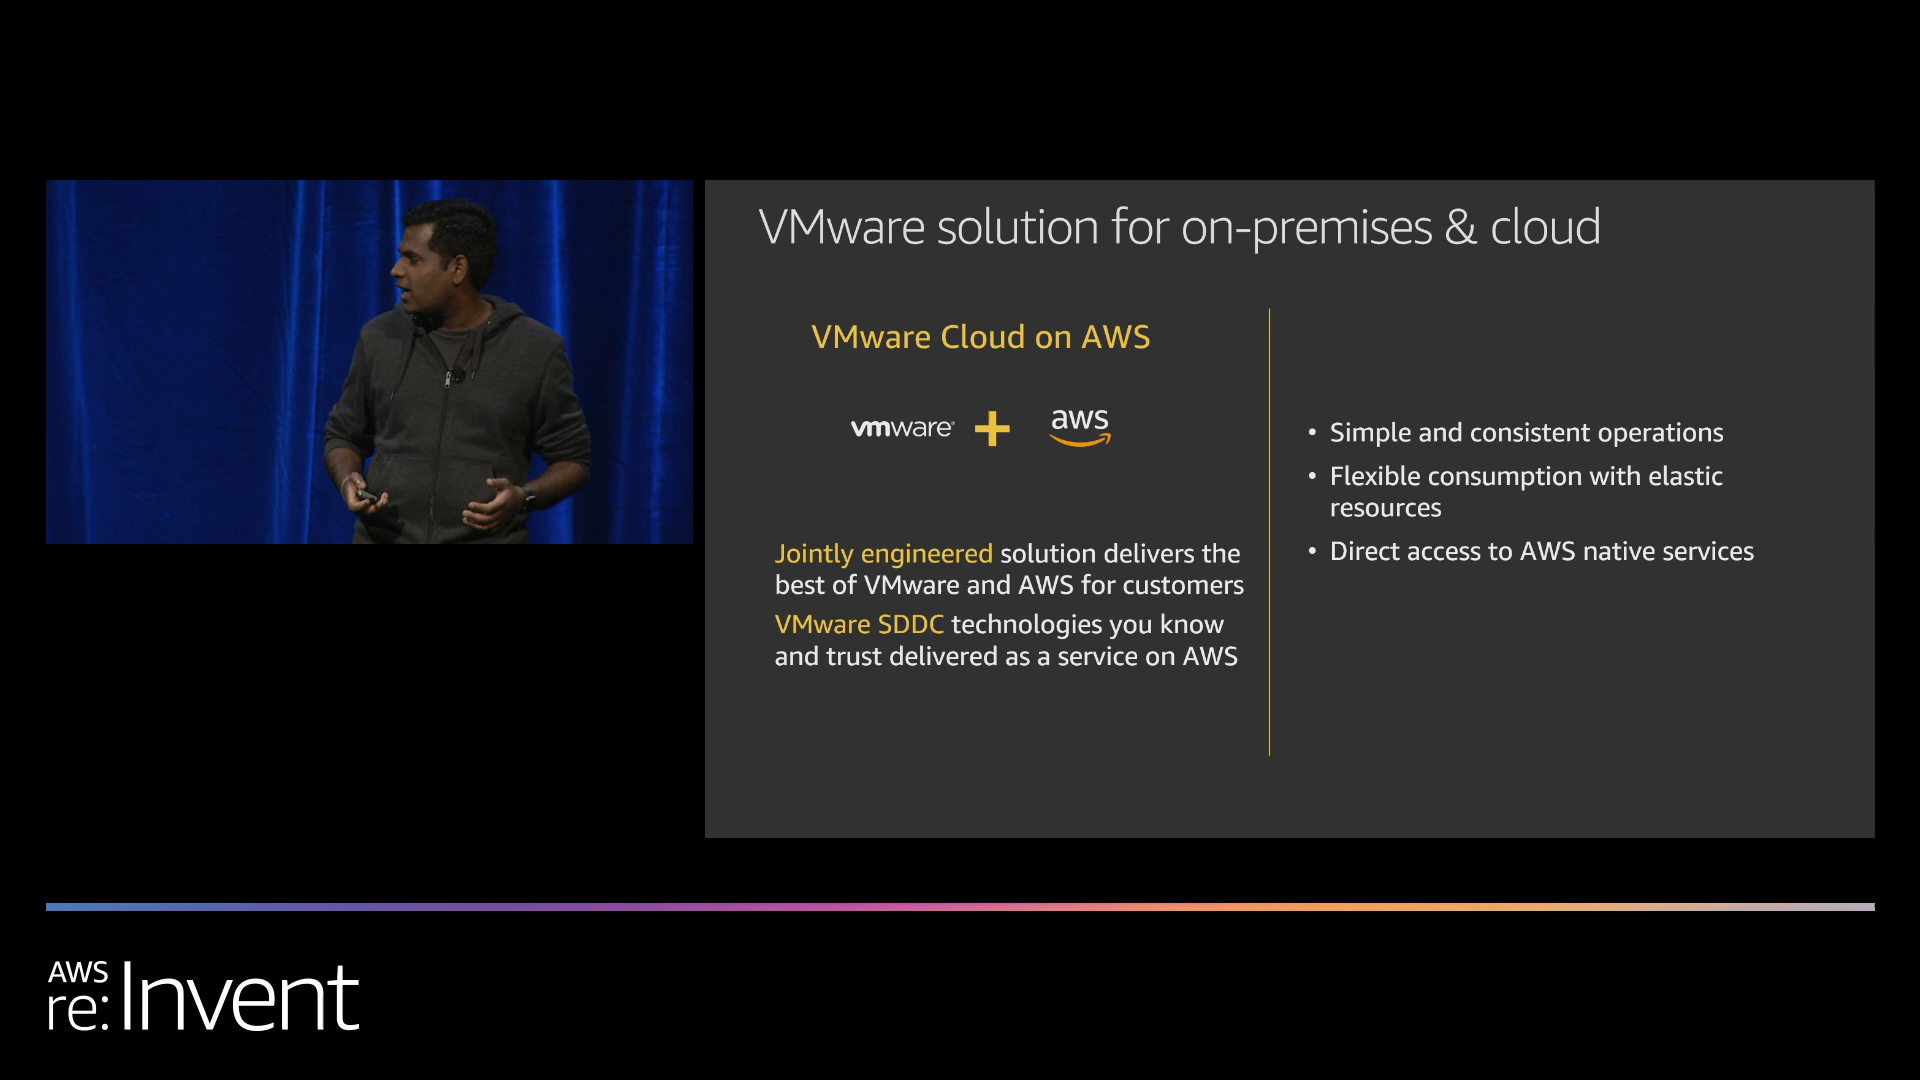 VMware solution for on-premises & cloud
VMware Cloud on AWS
vmware + aws
Jointly engineered solution delivers the
best of VMware and AWS for customers
VMware SDDC technologies you know
and trust delivered as a service on AWS
• Simple and consistent operations
• Flexible consumption with elastic
resources
• Direct access to AWS native services
AWS
re:Invent